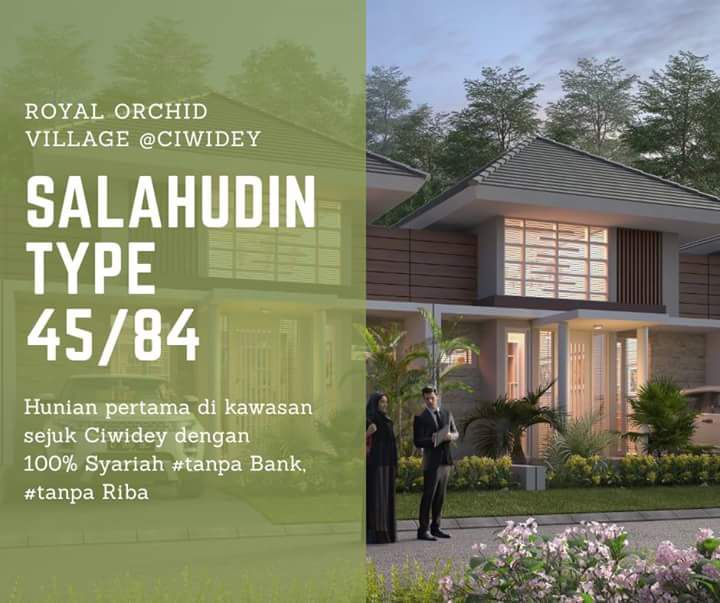 ROYAL ORCHID
VILLAGE @CIWIDEY
SALAHUDIN
TYPE
45/84
Hunian pertama di kawasan
sejuk Ciwidey dengan
100% Syariah #tanpa Bank,
#tanpa Riba